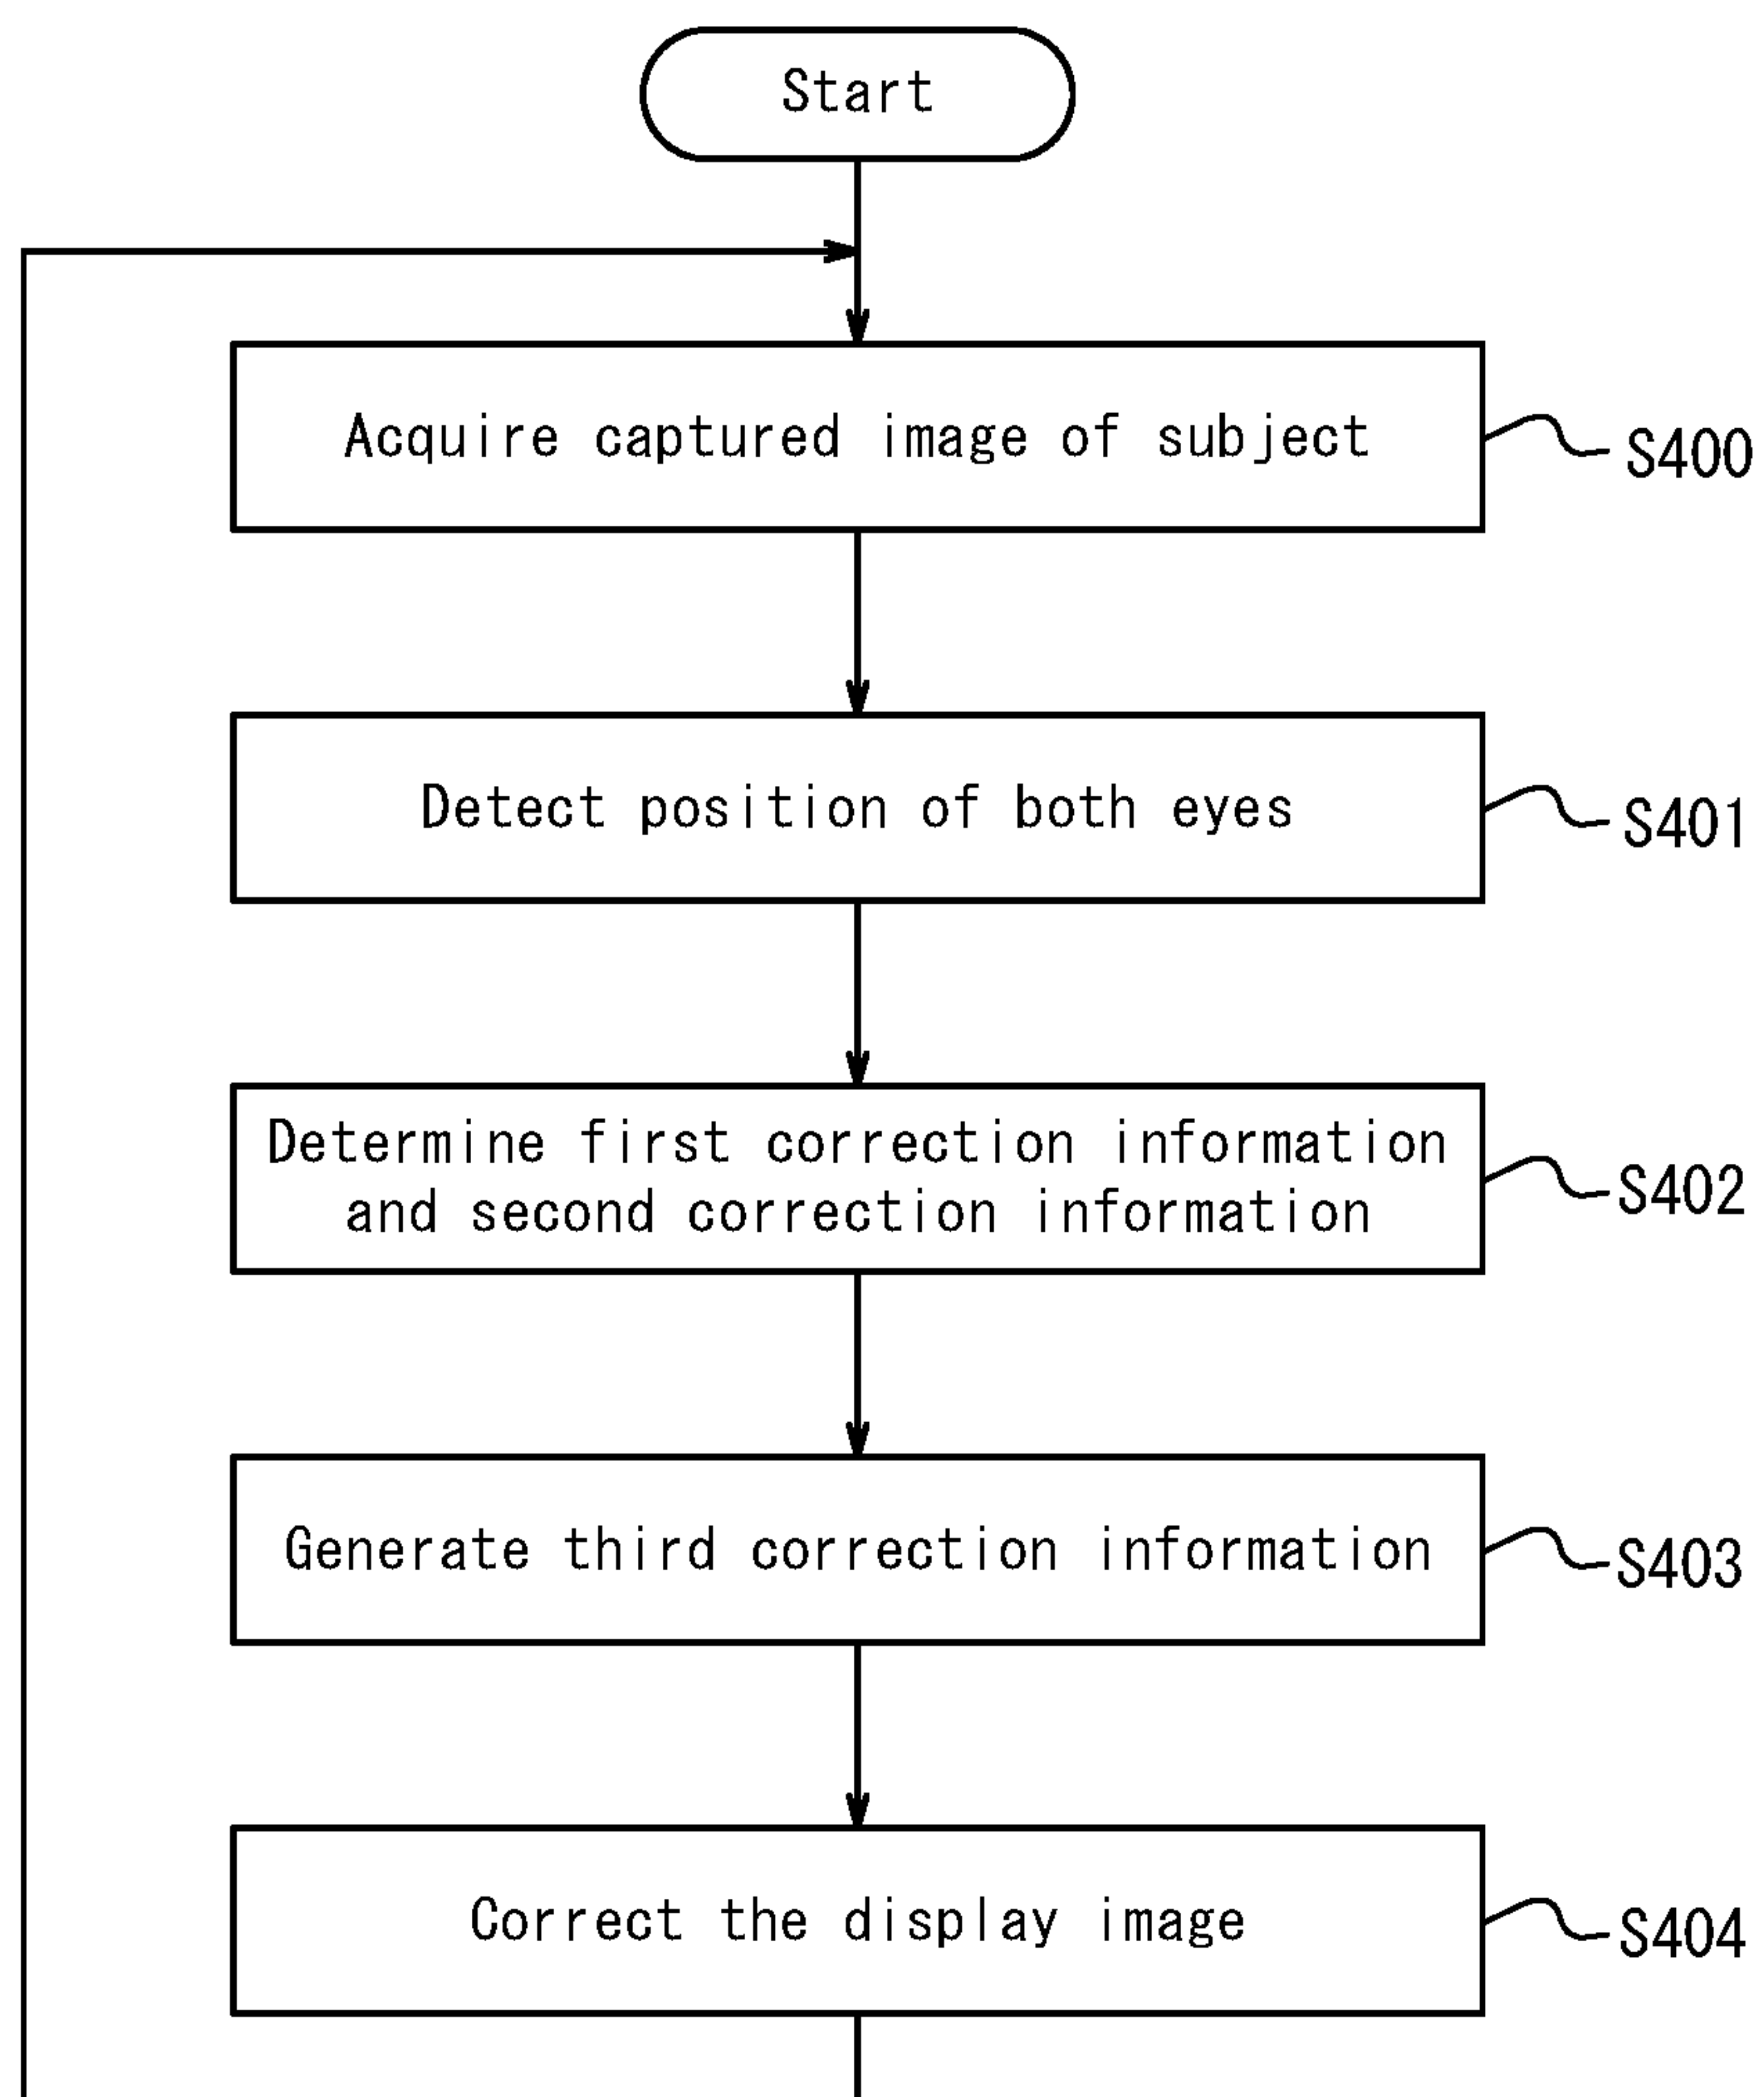 Start
Acquire captured image of subject
S400
Detect position of both eyes
S401
Determine first correction information
and second correction information
S402
Generate third correction information
S403
Correct the display image
S404